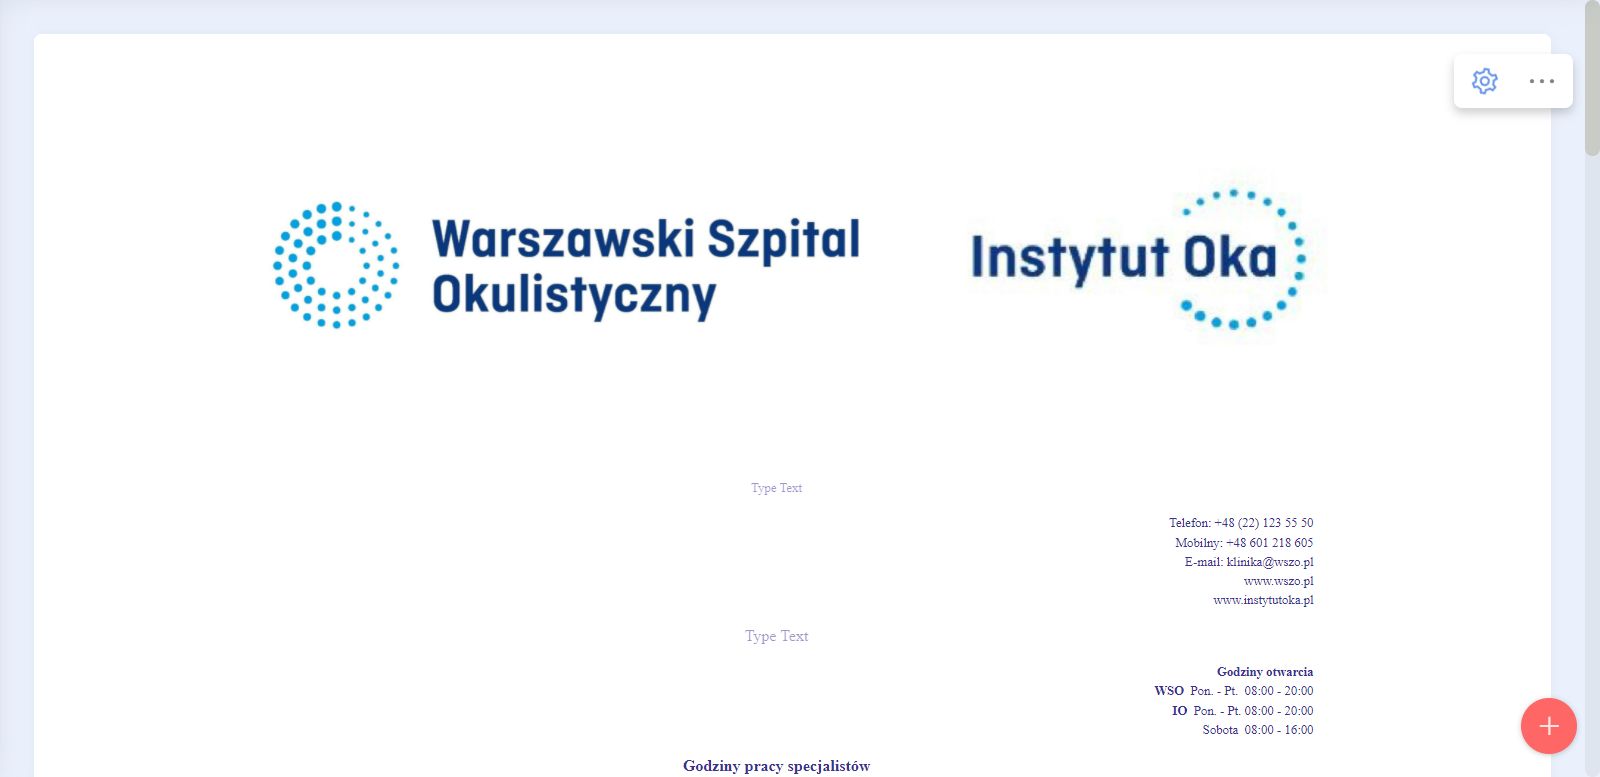 Warszawski Szpital
Okulistyczny
Instytut Oka
Type Text
Telefon: +48 (22) 123 55 50
Mobilny: +48 601 218 605
E-mail: klinika@wszo.pl
www.wszo.pl
www.instytutoka.pl
Type Text
Godziny otwarcia
WSO  Pon. - Pt.  08:00 - 20:00
IO  Pon. - Pt. 08:00 - 20:00
Sobota  08:00 - 16:00
Godziny pracy specjalistów